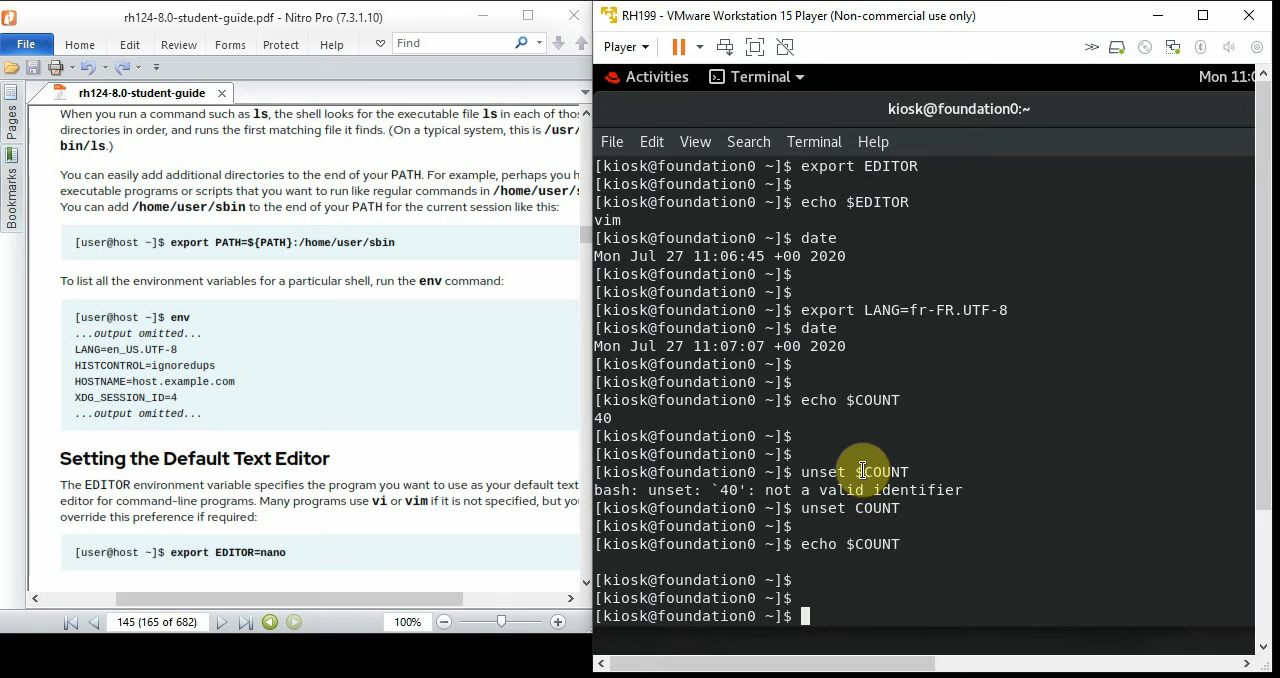 rh124-8.0-student-guide.pdf - Nitro Pro (7.3.1.10)
File Home Edit Review Forms Protect Help Find
rh124-8.0-student-guide
Pages
Bookmarks
When you run a command such as ls, the shell looks for the executable file ls in each of thos
directories in order, and runs the first matching file it finds. (On a typical system, this is /usr/
bin/ls.)
You can easily add additional directories to the end of your PATH. For example, perhaps you h
executable programs or scripts that you want to run like regular commands in /home/user/s
You can add /home/user/sbin to the end of your PATH for the current session like this:
[user@host ~]$ export PATH=${PATH}:/home/user/sbin
To list all the environment variables for a particular shell, run the env command:
[user@host ~]$ env
...output omitted...
LANG=en_US.UTF-8
HISTCONTROL=ignoredups
HOSTNAME=host.example.com
XDG_SESSION_ID=4
...output omitted...
Setting the Default Text Editor
The EDITOR environment variable specifies the program you want to use as your default text
editor for command-line programs. Many programs use vi or vim if it is not specified, but you
override this preference if required:
[user@host ~]$ export EDITOR=nano
145 (165 of 682) 100%
RH199 - VMware Workstation 15 Player (Non-commercial use only)
Player
Activities Terminal Mon 11:0
kiosk@foundation0:~
File Edit View Search Terminal Help
[kiosk@foundation0 ~]$ export EDITOR
[kiosk@foundation0 ~]$
[kiosk@foundation0 ~]$ echo $EDITOR
vim
[kiosk@foundation0 ~]$ date
Mon Jul 27 11:06:45 +00 2020
[kiosk@foundation0 ~]$
[kiosk@foundation0 ~]$
[kiosk@foundation0 ~]$ export LANG=fr-FR.UTF-8
[kiosk@foundation0 ~]$ date
Mon Jul 27 11:07:07 +00 2020
[kiosk@foundation0 ~]$
[kiosk@foundation0 ~]$
[kiosk@foundation0 ~]$ echo $COUNT
40
[kiosk@foundation0 ~]$
[kiosk@foundation0 ~]$
[kiosk@foundation0 ~]$ unset $COUNT
bash: unset: `40': not a valid identifier
[kiosk@foundation0 ~]$ unset COUNT
[kiosk@foundation0 ~]$
[kiosk@foundation0 ~]$ echo $COUNT
[kiosk@foundation0 ~]$
[kiosk@foundation0 ~]$
[kiosk@foundation0 ~]$